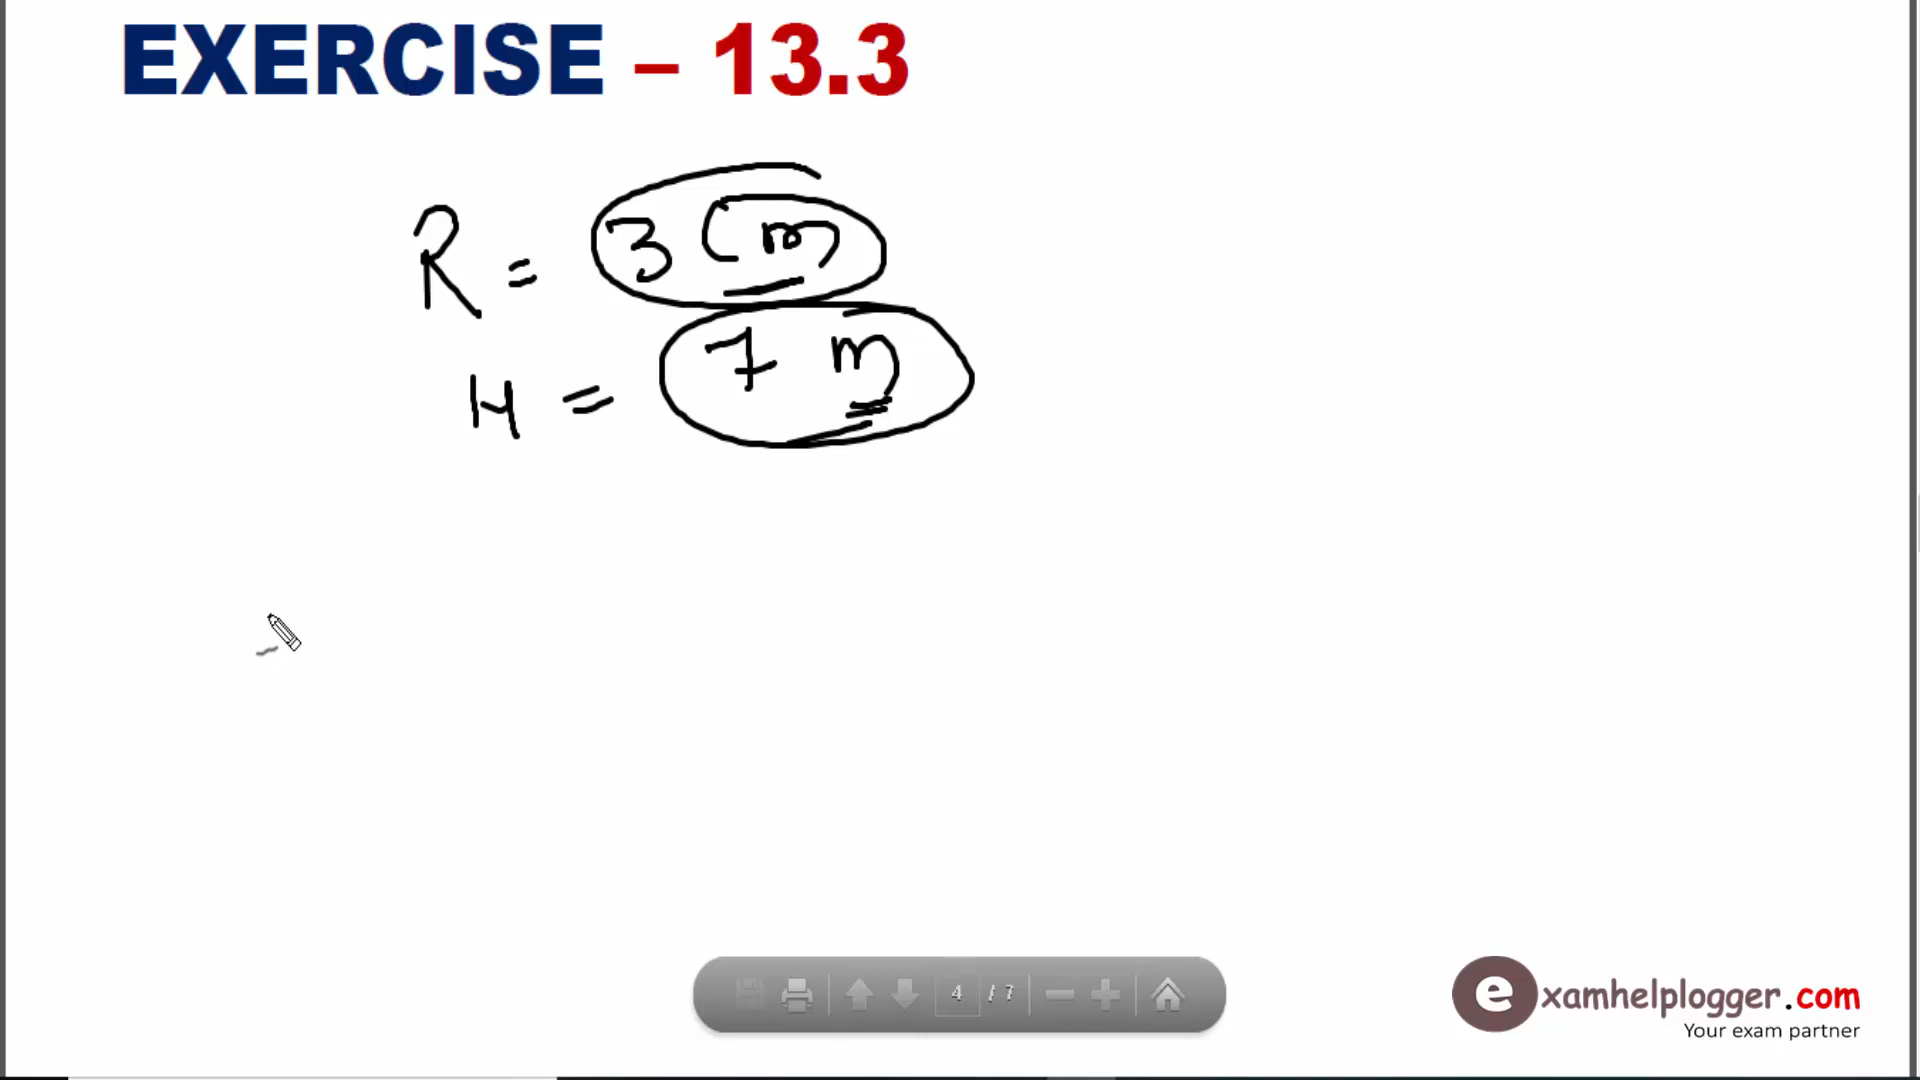 EXERCISE – 13.3
R = 3 Cm
H = 7 m
4 / 7
examhelplogger.com
Your exam partner